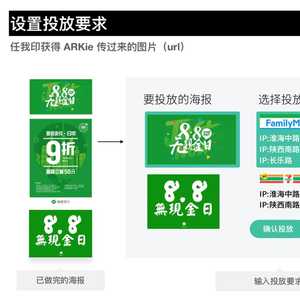 设置投放要求
任我印获得 ARKie 传过来的图片（url）
8.8
无现金日
9折
8.8
無現金日
已做完的海报
要投放的海报
8.8
无现金日
8.8
無現金日
选择投放
FamilyM
IP:淮海中路
IP:陕西南路
IP:长乐路
IP:淮海中路
IP:陕西南路
确认投放
输入投放要求